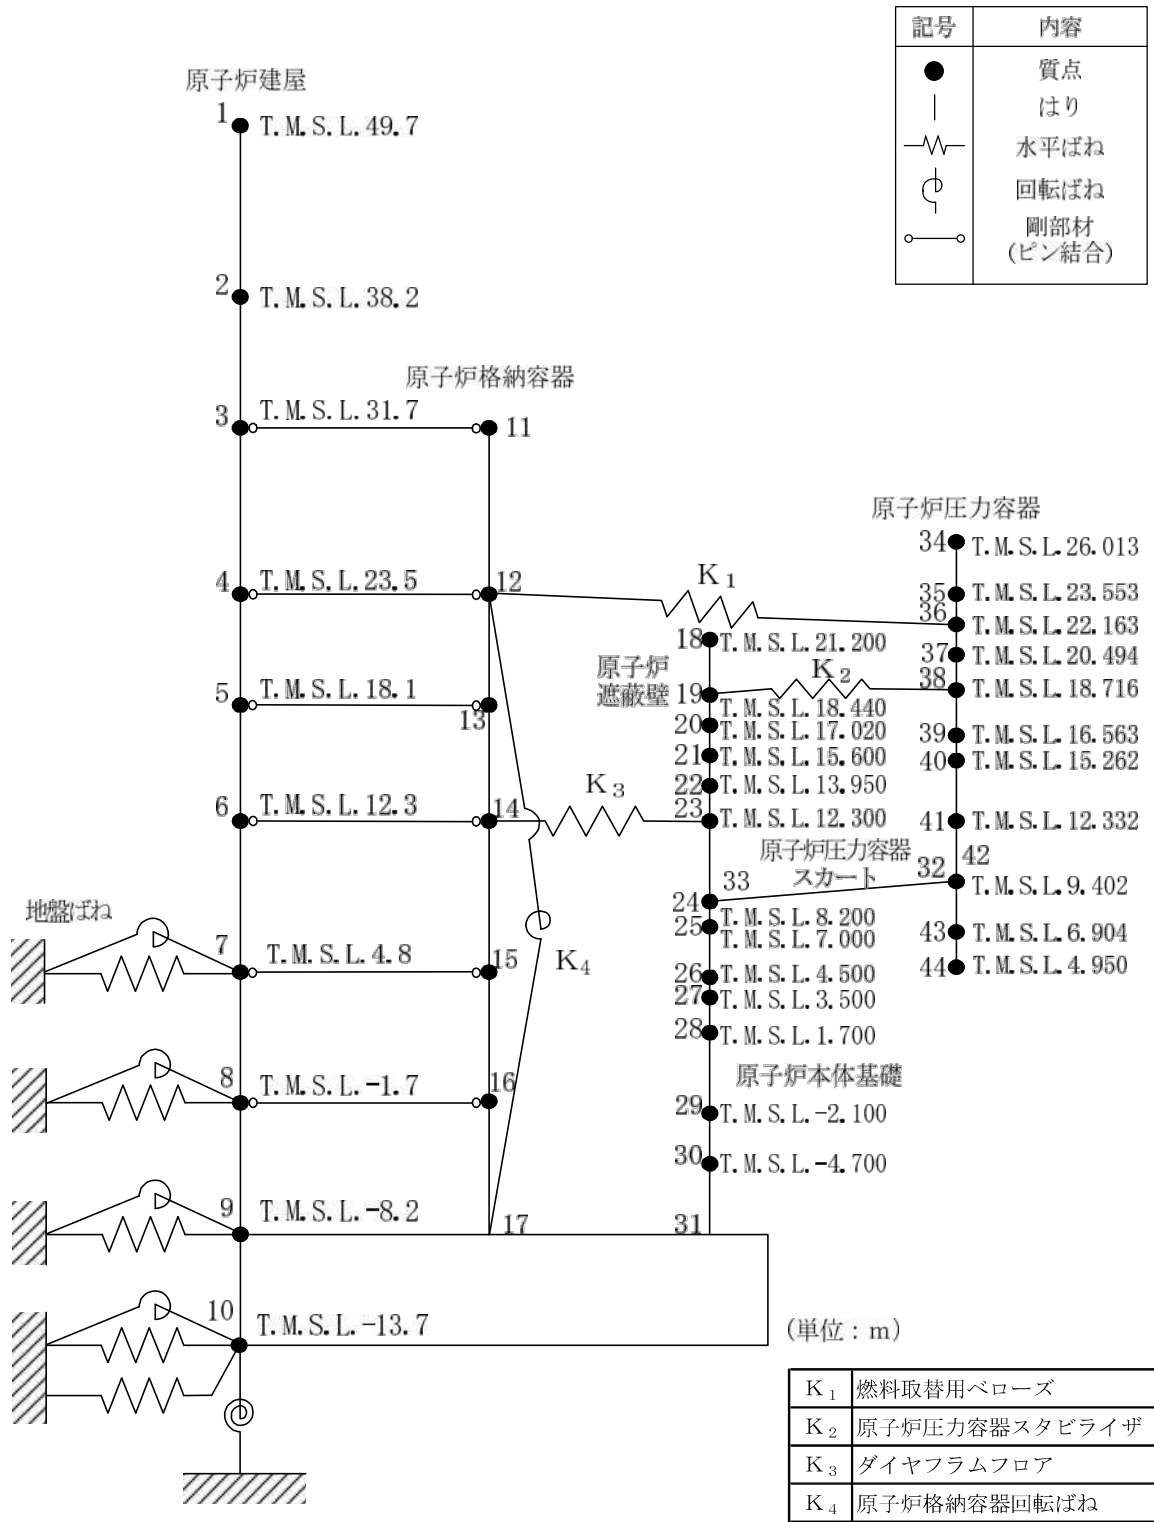 記号 内容
質点
はり
水平ばね
回転ばね
剛部材
(ピン結合)
原子炉建屋
1 T.M.S.L.49.7
2 T.M.S.L.38.2
原子炉格納容器
3 T.M.S.L.31.7 11
原子炉圧力容器
34 T.M.S.L.26.013
4 T.M.S.L.23.5 12 K1
35 T.M.S.L.23.553
36 T.M.S.L.22.163
18 T.M.S.L.21.200
37 T.M.S.L.20.494
原子炉
遮蔽壁
K2
5 T.M.S.L.18.1 13
19 T.M.S.L.18.440
38 T.M.S.L.18.716
20 T.M.S.L.17.020
39 T.M.S.L.16.563
21 T.M.S.L.15.600
40 T.M.S.L.15.262
22 T.M.S.L.13.950
6 T.M.S.L.12.3 14 K3
23 T.M.S.L.12.300
41 T.M.S.L.12.332
原子炉圧力容器
スカート
33 32 42
T.M.S.L.9.402
24 T.M.S.L.8.200
25 T.M.S.L.7.000
43 T.M.S.L.6.904
44 T.M.S.L.4.950
地盤ばね
7 T.M.S.L.4.8 15 K4
26 T.M.S.L.4.500
27 T.M.S.L.3.500
28 T.M.S.L.1.700
原子炉本体基礎
8 T.M.S.L.-1.7 16
29 T.M.S.L.-2.100
30 T.M.S.L.-4.700
9 T.M.S.L.-8.2 17 31
10 T.M.S.L.-13.7
(単位：m)
K1 燃料取替用ベローズ
K2 原子炉圧力容器スタビライザ
K3 ダイヤフラムフロア
K4 原子炉格納容器回転ばね